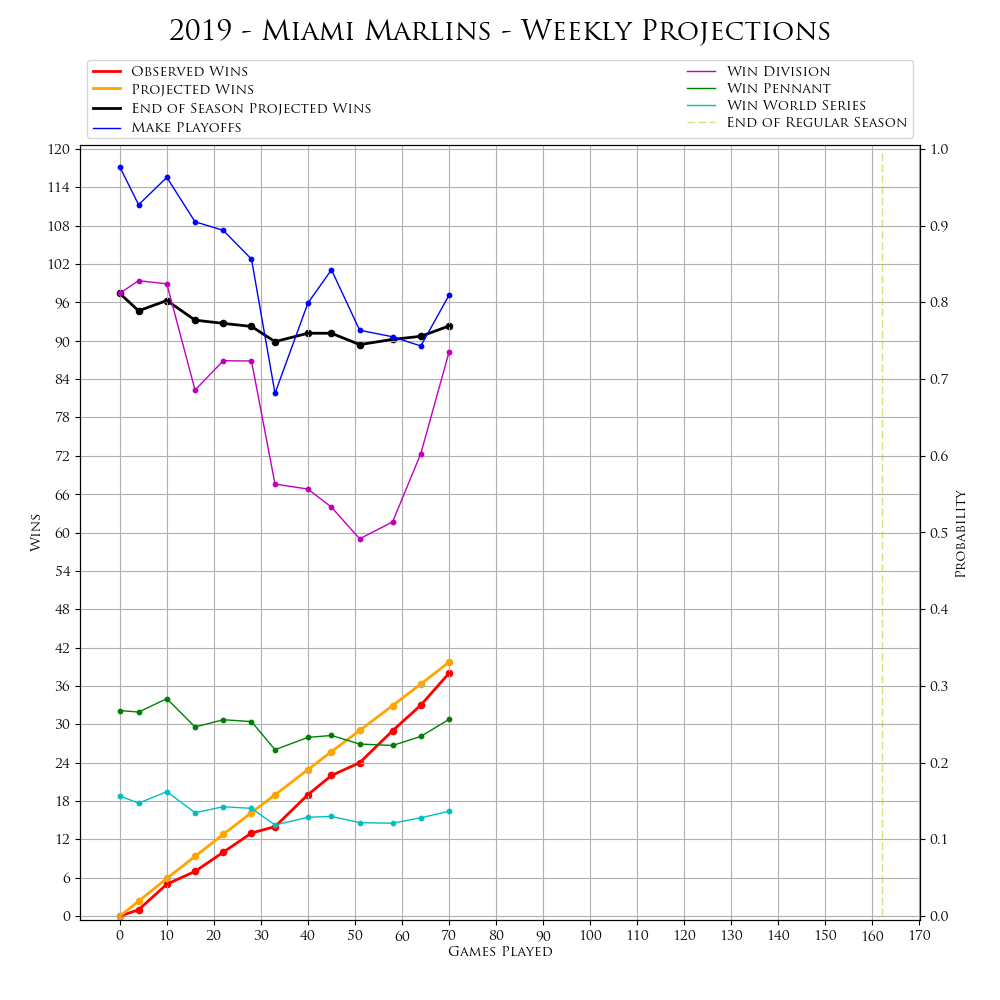 2019 - Miami Marlins - Weekly Projections
Observed Wins
Projected Wins
End of Season Projected Wins
Make Playoffs
Win Division
Win Pennant
Win World Series
End of Regular Season
120
114
108
102
96
90
84
78
72
66
60
54
48
42
36
30
24
18
12
6
0
Wins
1.0
0.9
0.8
0.7
0.6
0.5
0.4
0.3
0.2
0.1
0.0
Probability
0 10 20 30 40 50 60 70 80 90 100 110 120 130 140 150 160 170
Games Played